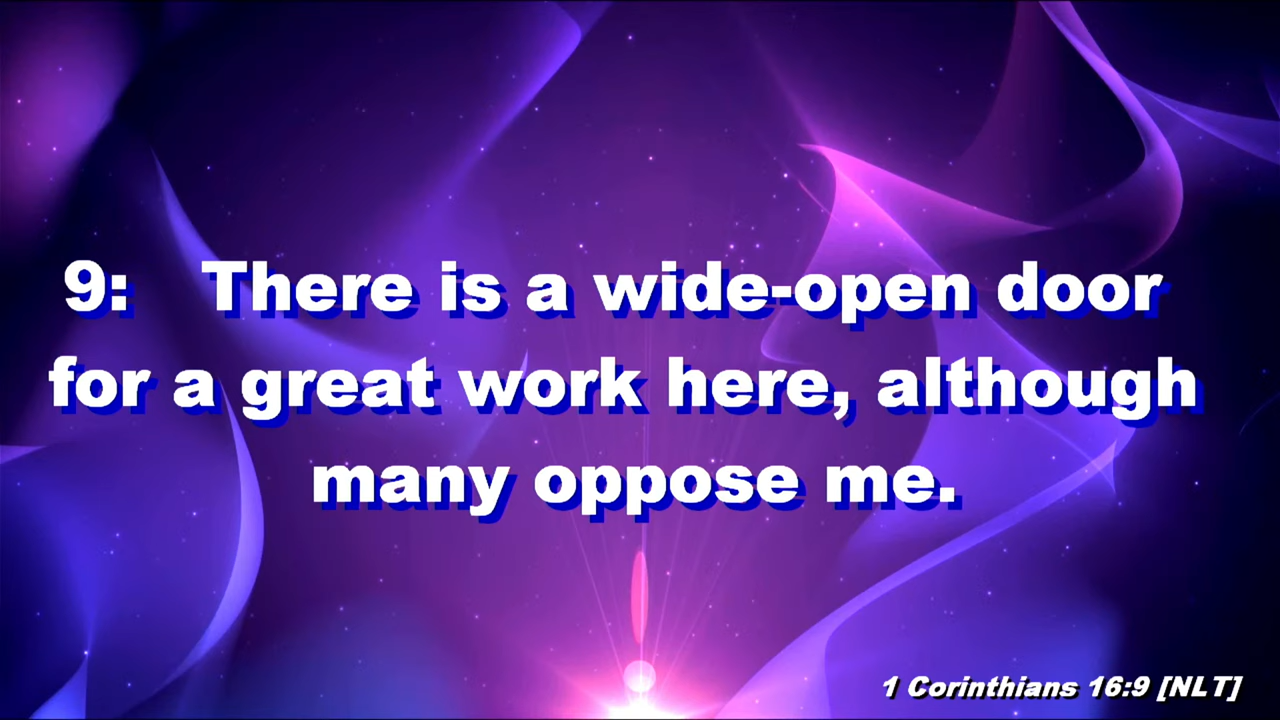 9: There is a wide-open door
for a great work here, although
many oppose me.
1 Corinthians 16:9 [NLT]